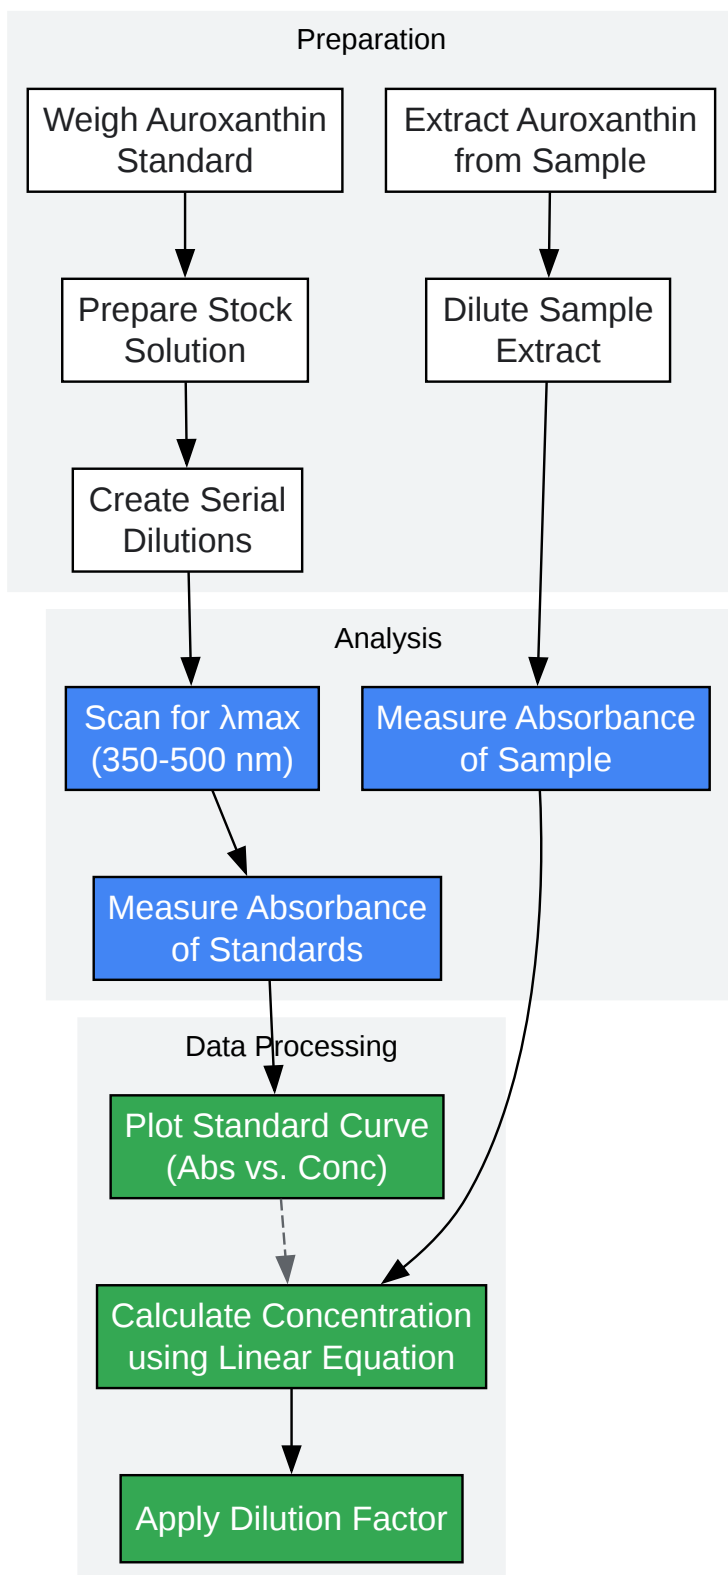 Preparation
Weigh Auroxanthin
Standard
Extract Auroxanthin
from Sample
Prepare Stock
Solution
Dilute Sample
Extract
Create Serial
Dilutions
Analysis
Scan for λmax
(350-500 nm)
Measure Absorbance
of Sample
Measure Absorbance
of Standards
Data Processing
Plot Standard Curve
(Abs vs. Conc)
Calculate Concentration
using Linear Equation
Apply Dilution Factor